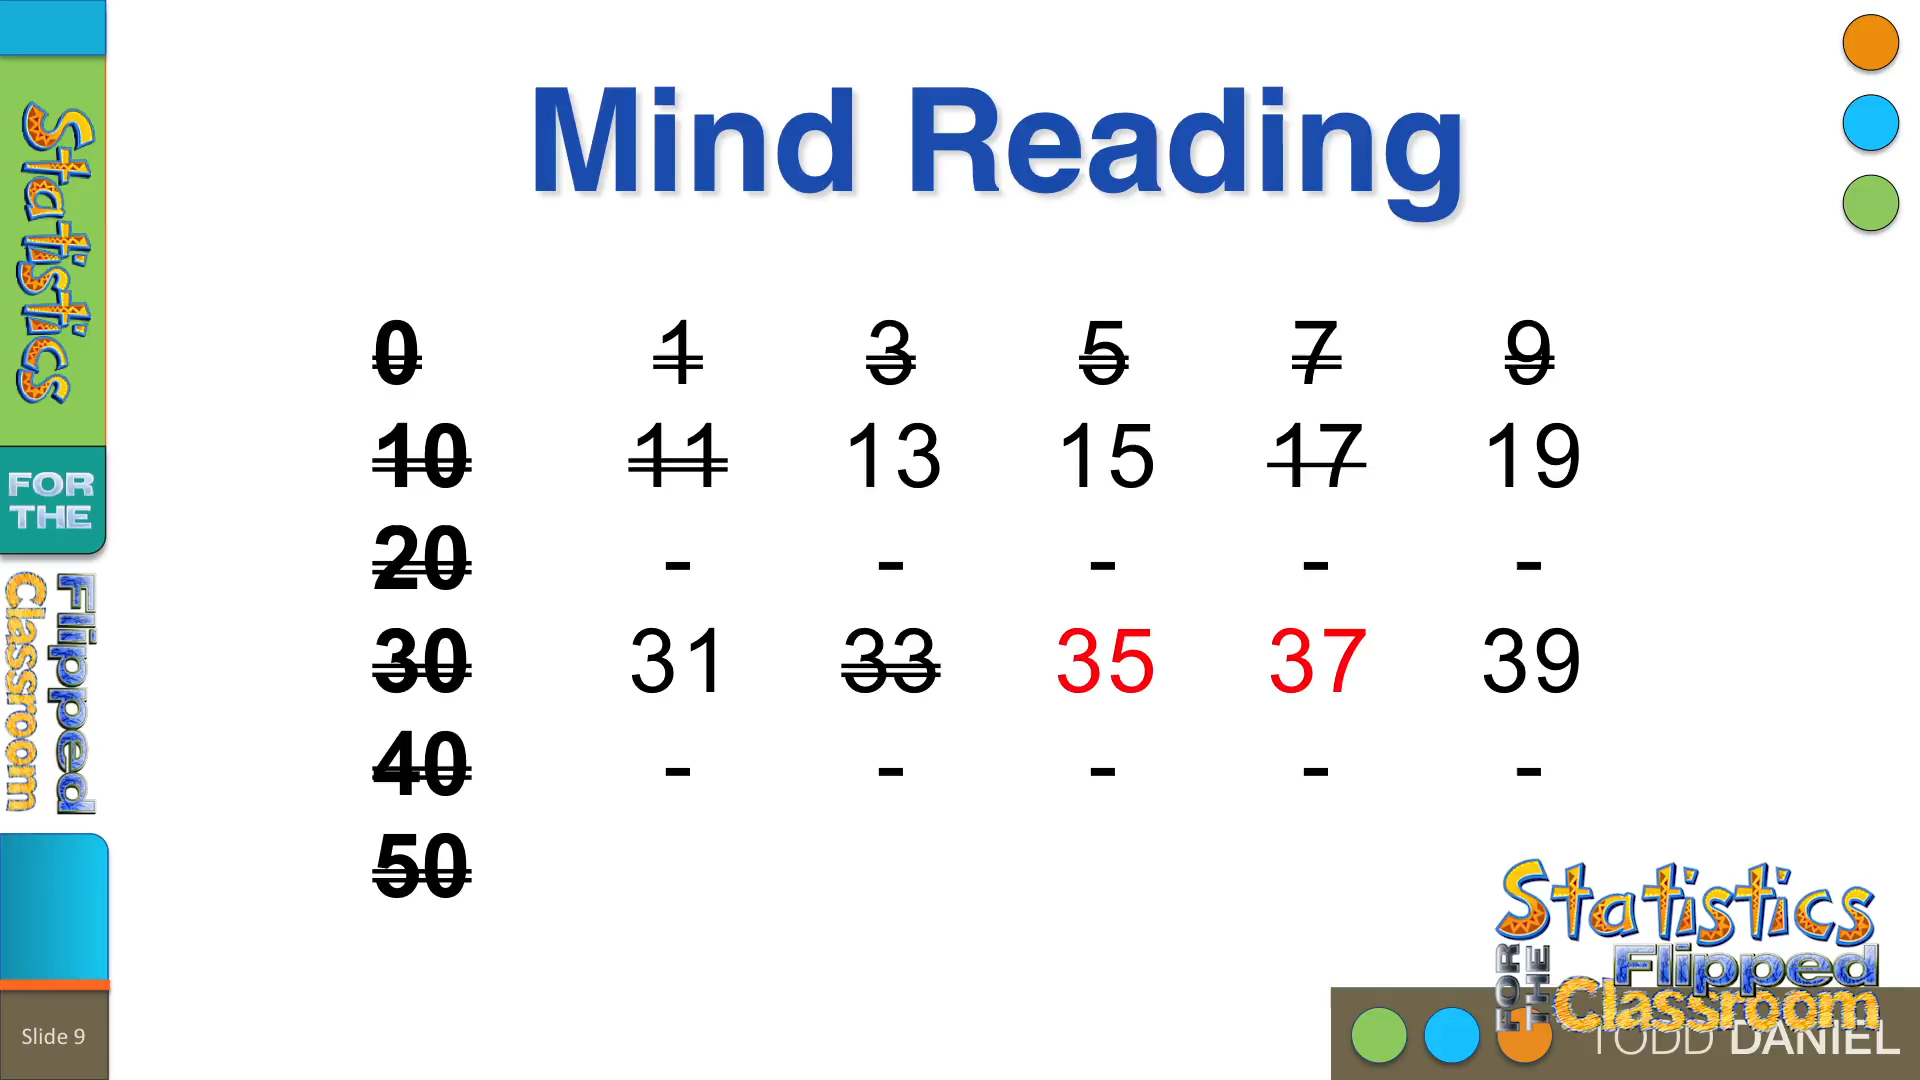 Mind Reading
0 1 3 5 7 9
10 11 13 15 17 19
20 - - - - -
30 31 33 35 37 39
40 - - - - -
50
Statistics
FOR
THE
Flipped
Classroom
Slide 9
Statistics
FOR
THE
Flipped
Classroom
TODD DANIEL